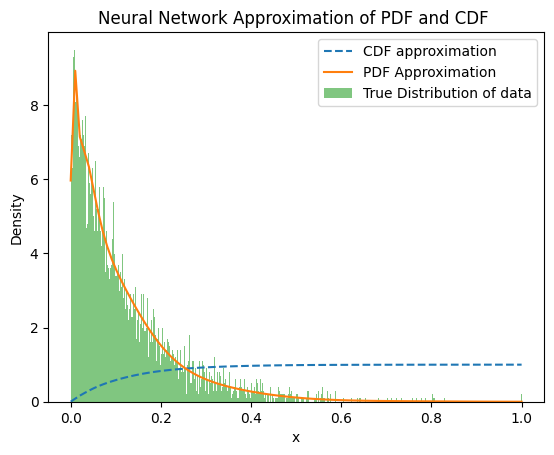 Neural Network Approximation of PDF and CDF
CDF approximation
PDF Approximation
True Distribution of data
Density
8
6
4
2
0
0.0 0.2 0.4 0.6 0.8 1.0
x